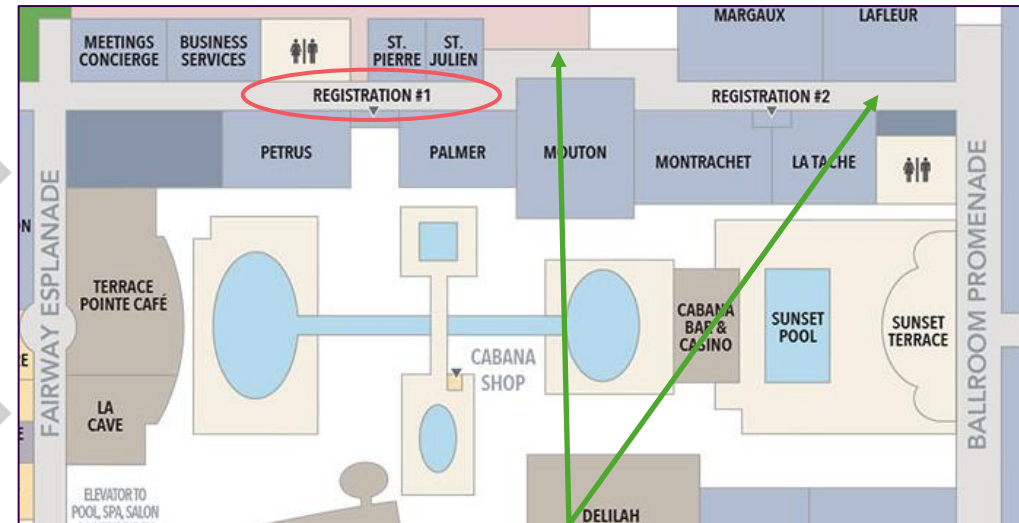 MARGAUX
LAFLEUR
MEETINGS
CONCIERGE
BUSINESS
SERVICES
ST.
PIERRE
ST.
JULIEN
REGISTRATION #1
REGISTRATION #2
PETRUS
PALMER
MOUTON
MONTRACHET
LA TACHE
N
FAIRWAY ESPLANADE
BALLROOM PROMENADE
TERRACE
POINTE CAFÉ
CABANA
BAR &
CASINO
SUNSET
POOL
SUNSET
TERRACE
E
CABANA
SHOP
LA
CAVE
E
ELEVATOR TO
POOL, SPA, SALON
DELILAH